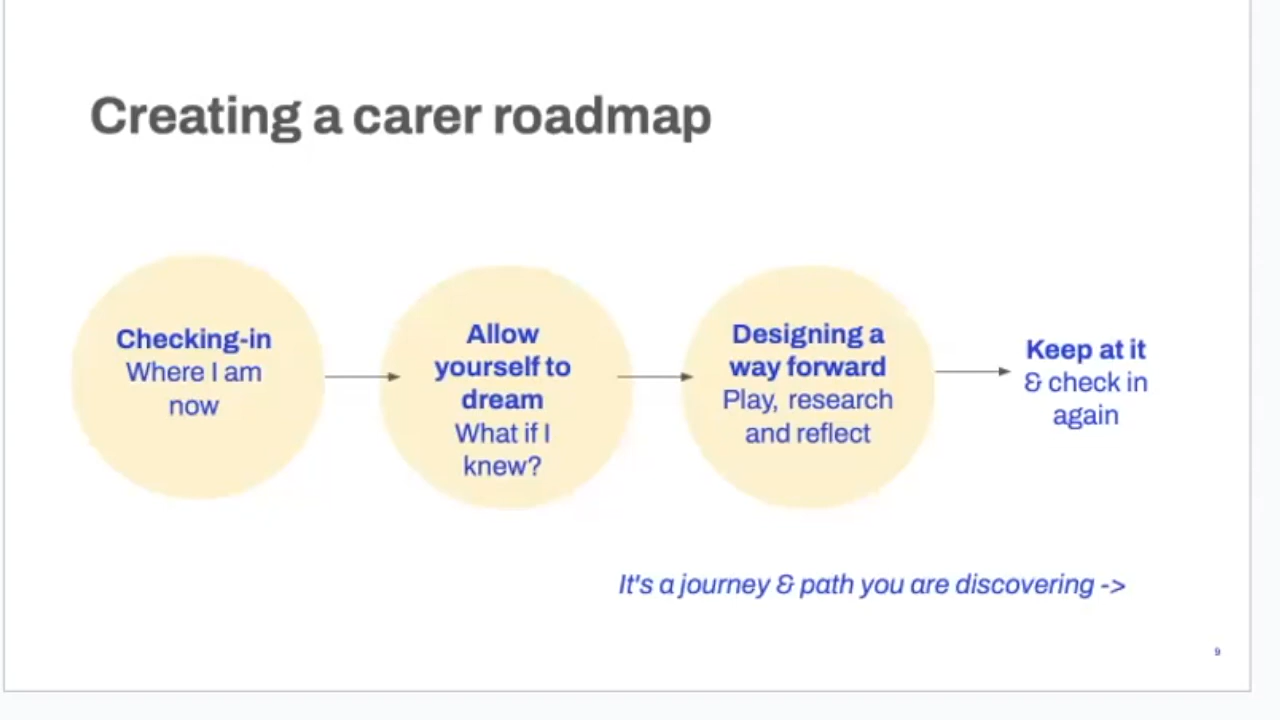 Creating a carer roadmap
Checking-in
Where I am
now
Allow
yourself to
dream
What if I
knew?
Designing a
way forward
Play, research
and reflect
Keep at it
& check in
again
It's a journey & path you are discovering ->
9